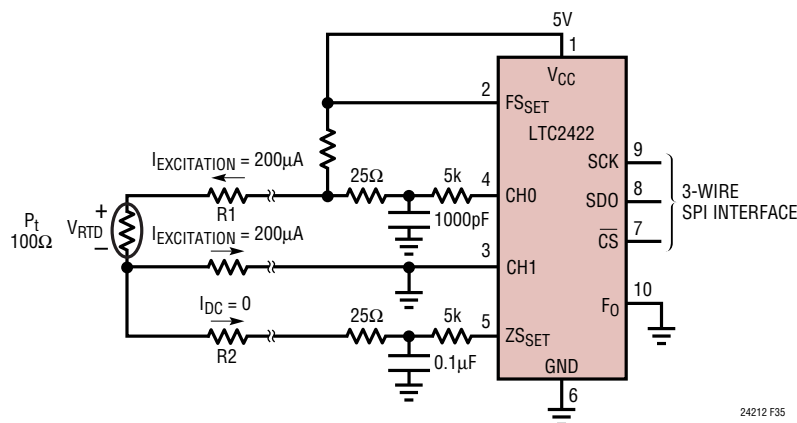 5V
1
V_CC
2
FS_SET
LTC2422
9
SCK
I_EXCITATION = 200µA
25Ω
5k
4
CH0
8
SDO
3-WIRE
SPI INTERFACE
R1
1000pF
7
C̅S̅
P_t
100Ω
V_RTD
+
–
I_EXCITATION = 200µA
3
CH1
I_DC = 0
25Ω
5k
5
ZS_SET
10
F_O
R2
0.1µF
GND
6
24212 F35